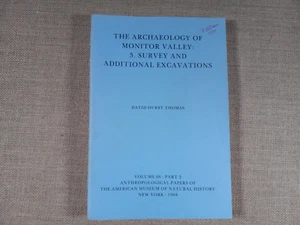 THE ARCHAEOLOGY OF
MONITOR VALLEY:
3. SURVEY AND
ADDITIONAL EXCAVATIONS
DAVID HURST THOMAS
VOLUME 66 : PART 2
ANTHROPOLOGICAL PAPERS OF
THE AMERICAN MUSEUM OF NATURAL HISTORY
NEW YORK : 1988